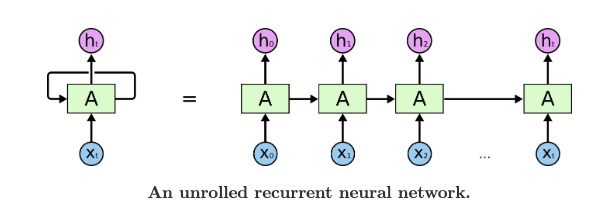 hₜ h₀ h₁ h₂ hₜ
A = A A A A
xₜ x₀ x₁ x₂ ... xₜ
An unrolled recurrent neural network.